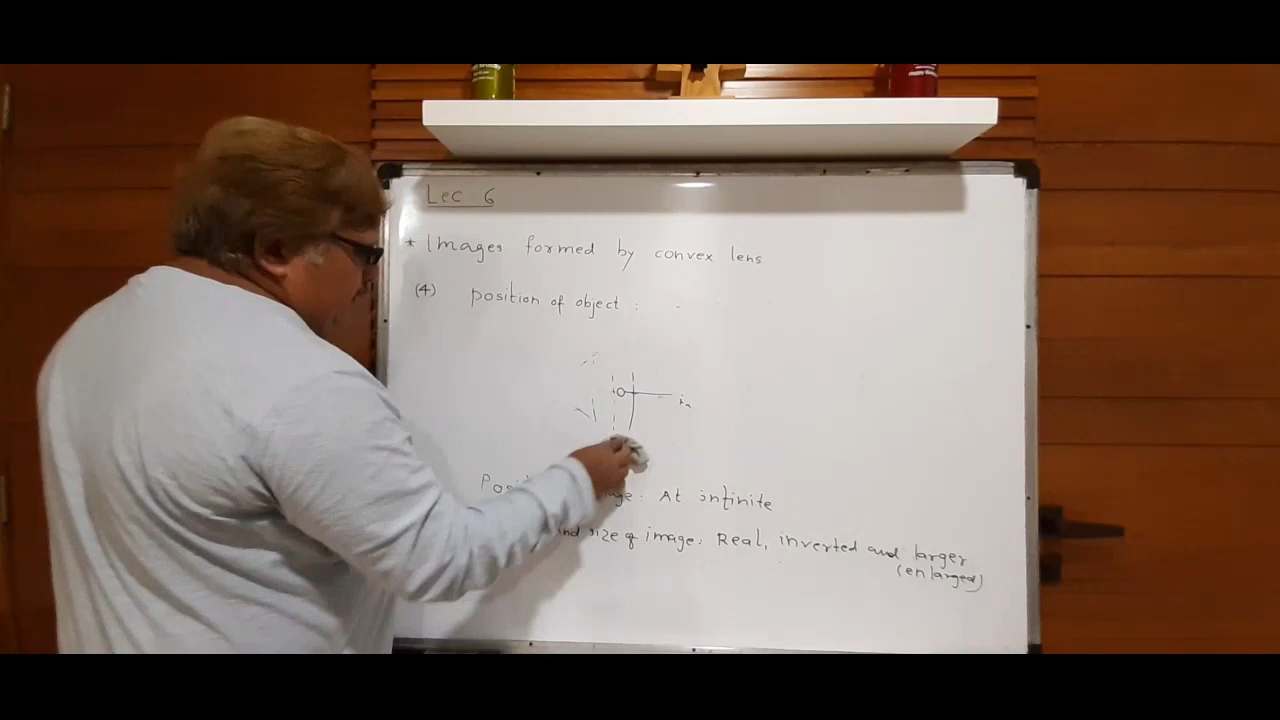 Lec 6
* Images formed by convex lens
(4) position of object :
O
: At infinite
size of image: Real, inverted and larger
(enlarged)